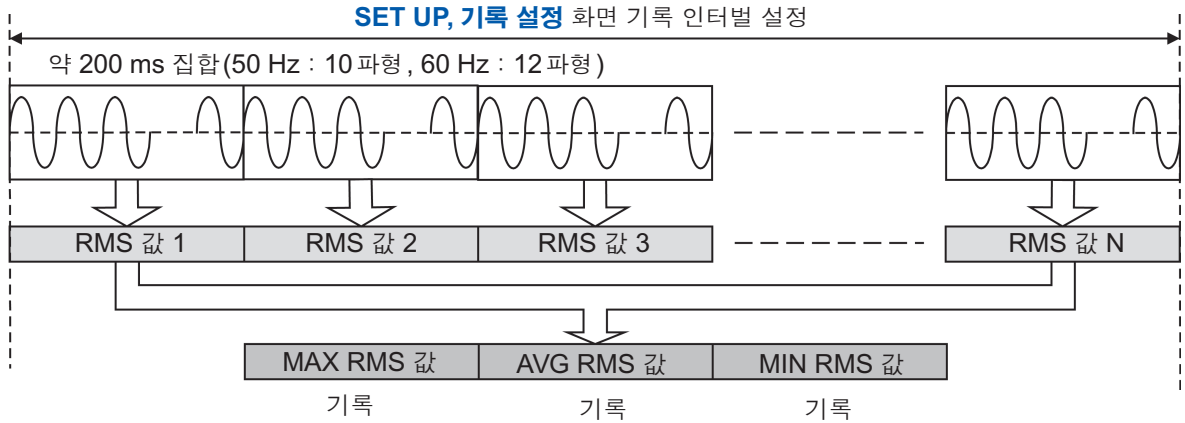 SET UP, 기록 설정 화면 기록 인터벌 설정
약 200 ms 집합(50 Hz : 10 파형, 60 Hz : 12 파형)
RMS 값 1 RMS 값 2 RMS 값 3 RMS 값 N
MAX RMS 값 AVG RMS 값 MIN RMS 값
기록 기록 기록